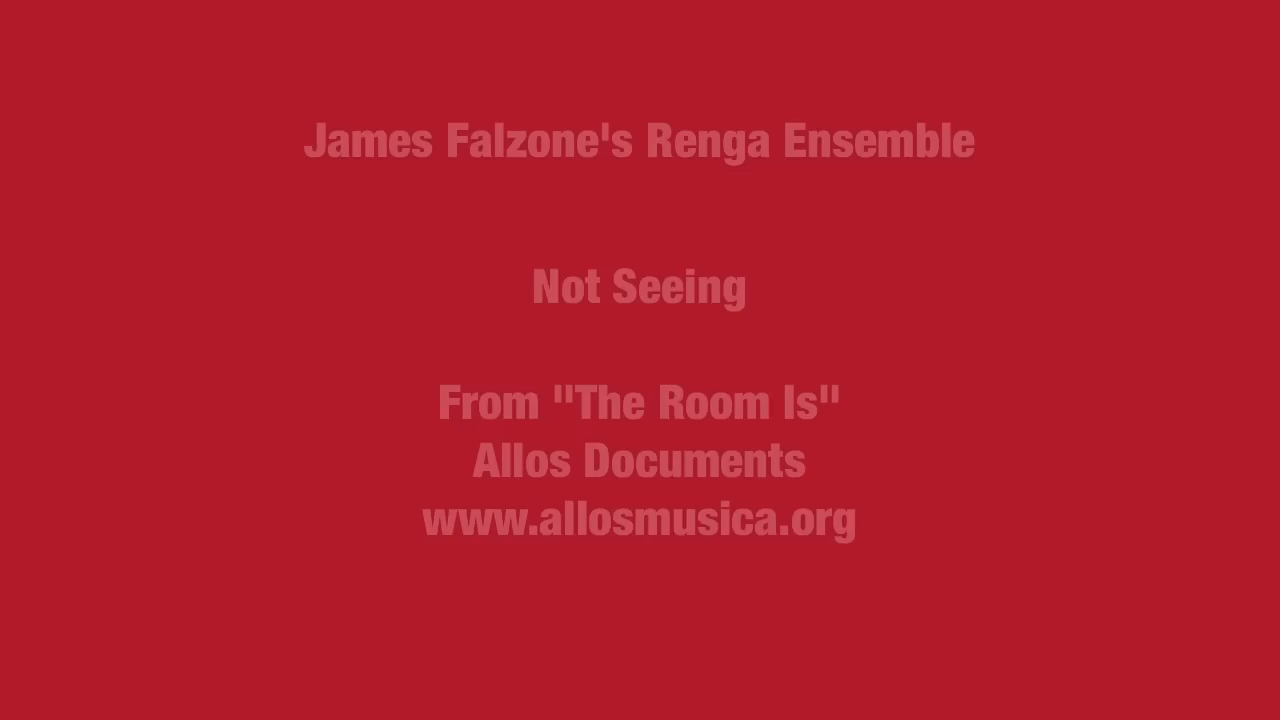 James Falzone's Renga Ensemble
Not Seeing
From "The Room Is"
Allos Documents
www.allosmusica.org